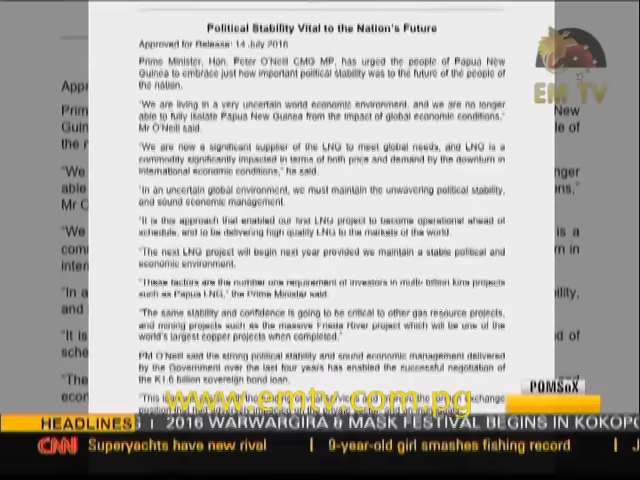 Political Stability Vital to the Nation's Future
Approved for Release: 14 July 2016
Prime Minister, Hon. Peter O'Neill CMG MP, has urged the people of Papua New
Guinea to embrace just how important political stability was to the future of the people of
the nation.
"We are living in a very uncertain world economic environment, and we are no longer
able to fully isolate Papua New Guinea from the impact of global economic conditions,"
Mr O'Neill said.
"We are now a significant supplier of the LNG to meet global needs, and LNG is a
commodity significantly impacted in terms of both price and demand by the downturn in
international economic conditions," he said.
"In an uncertain global environment, we must maintain the unwavering political stability,
and sound economic management.
"It is this approach that enabled our first LNG project to become operational ahead of
schedule, and to be delivering high quality LNG to the markets of the world.
"The next LNG project will begin next year provided we maintain a stable political and
economic environment.
"These factors are the number one requirement of investors in multi-billion kina projects
such as Papua LNG," the Prime Minister said.
"The same stability and confidence is going to be critical to other gas resource projects,
and mining projects such as the massive Frieda River project which will be one of the
world's largest copper projects when completed."
PM O'Neill said the strong political stability and sound economic management delivered
by the Government over the last four years has enabled the successful negotiation of
the K1.6 billion sovereign bond loan.
EM TV
www.emtv.com.pg
POMSoX
HEADLINES
2016 WARWARGIRA & MASK FESTIVAL BEGINS IN KOKOPO
CNN Superyachts have new rival | 9-year-old girl smashes fishing record |